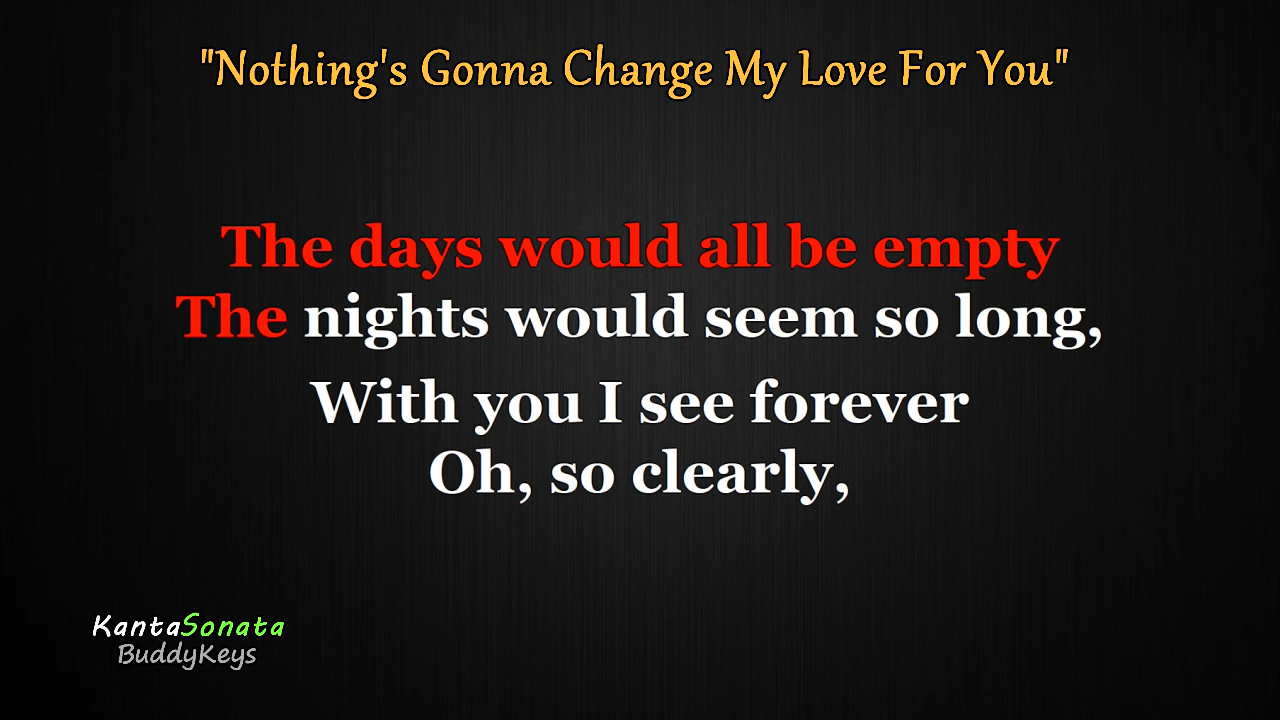 "Nothing's Gonna Change My Love For You"
The days would all be empty
The nights would seem so long,
With you I see forever
Oh, so clearly,
KantaSonata
BuddyKeys